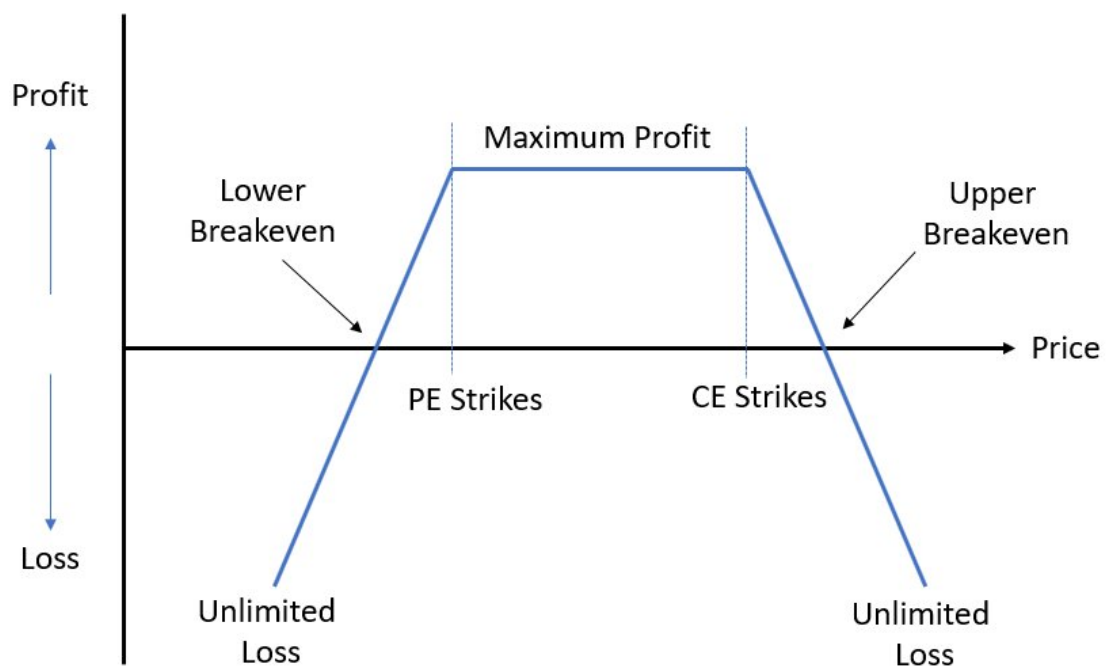 Profit
Maximum Profit
Lower
Breakeven
Upper
Breakeven
Price
PE Strikes
CE Strikes
Loss
Unlimited
Loss
Unlimited
Loss